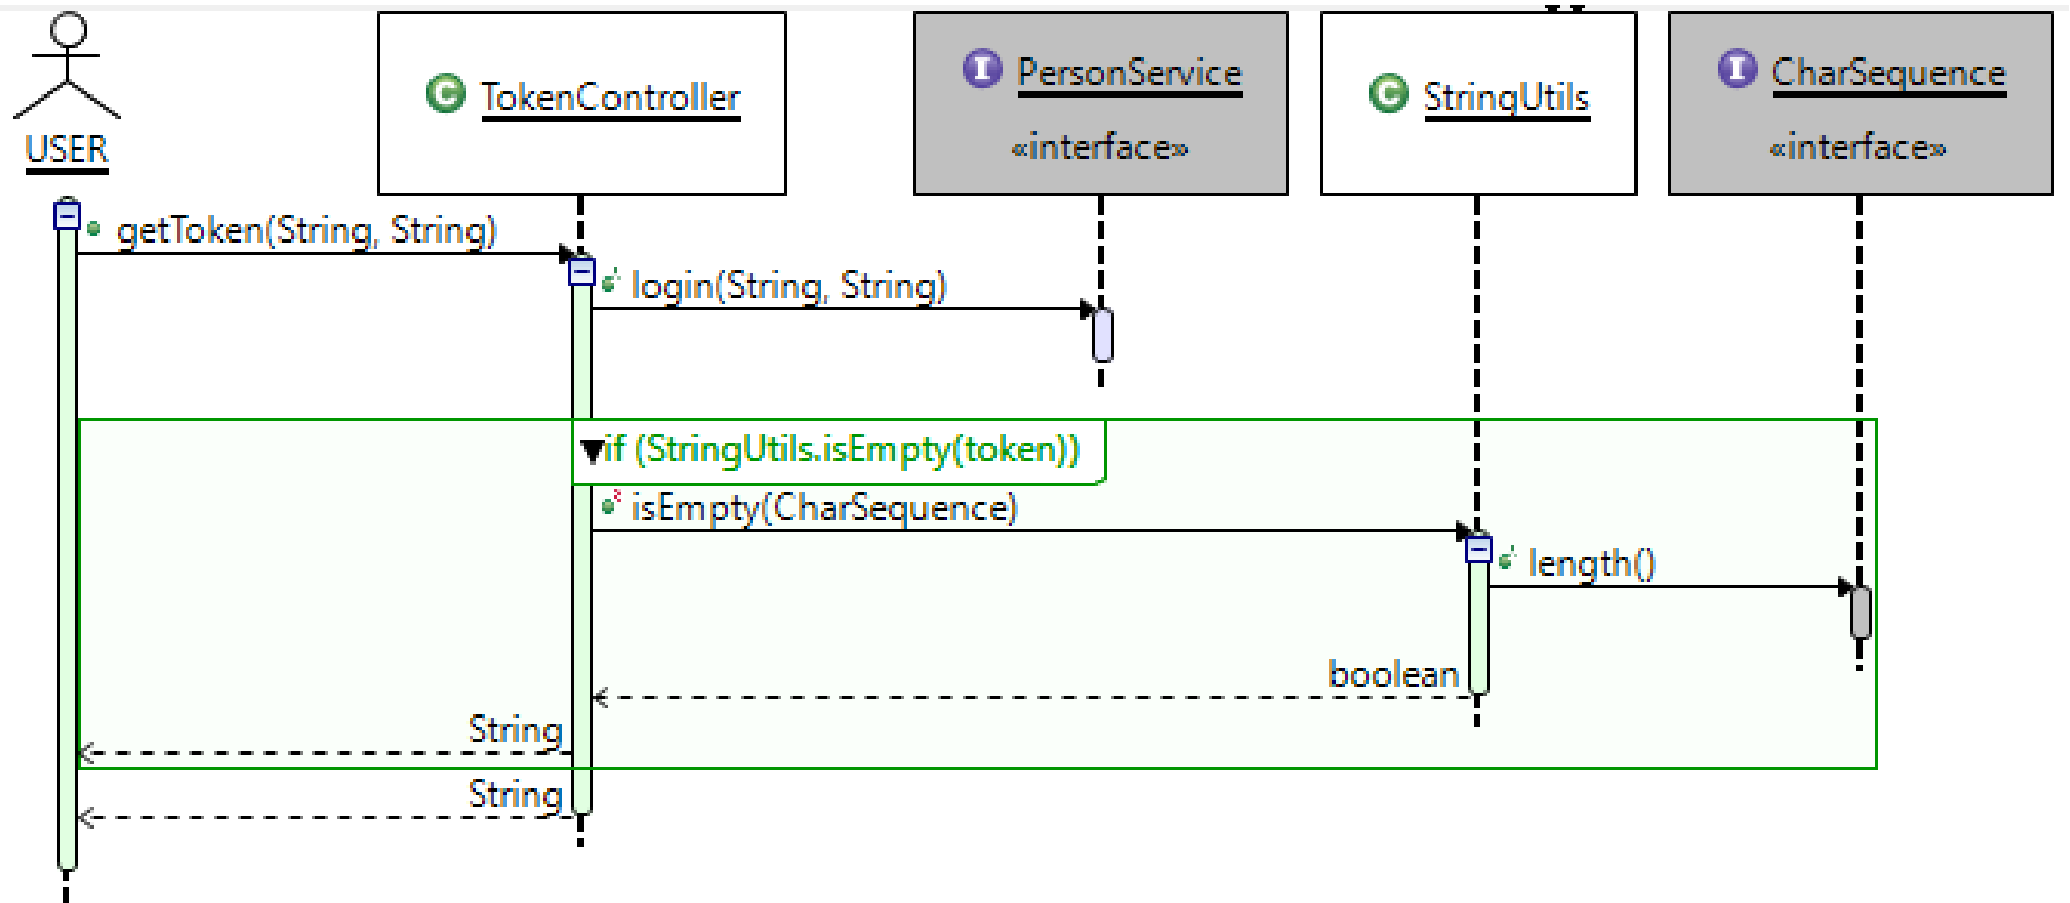 USER
C TokenController
I PersonService
«interface»
C StringUtils
I CharSequence
«interface»
getToken(String, String)
login(String, String)
if (StringUtils.isEmpty(token))
isEmpty(CharSequence)
length()
boolean
String
String